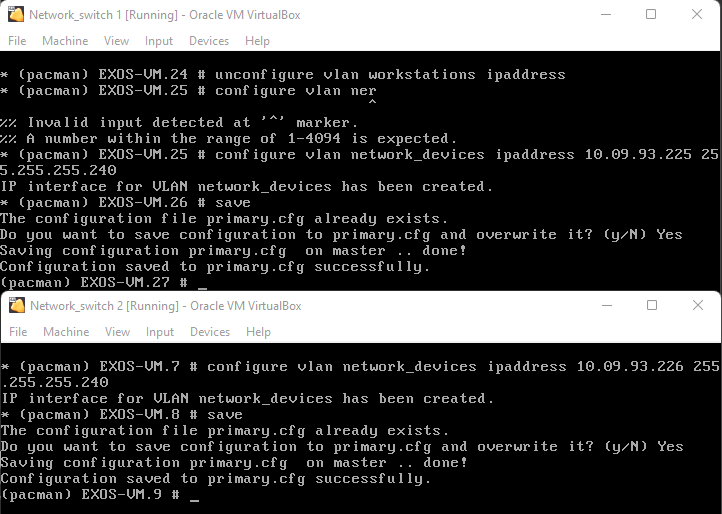 Network_switch 1 [Running] - Oracle VM VirtualBox
File Machine View Input Devices Help
* (pacman) EXOS-VM.24 # unconfigure vlan workstations ipaddress
* (pacman) EXOS-VM.25 # configure vlan ner
^
%% Invalid input detected at '^' marker.
%% A number within the range of 1-4094 is expected.
* (pacman) EXOS-VM.25 # configure vlan network_devices ipaddress 10.09.93.225 25
5.255.255.240
IP interface for VLAN network_devices has been created.
* (pacman) EXOS-VM.26 # save
The configuration file primary.cfg already exists.
Do you want to save configuration to primary.cfg and overwrite it? (y/N) Yes
Saving configuration primary.cfg  on master .. done!
Configuration saved to primary.cfg successfully.
(pacman) EXOS-VM.27 # _
Network_switch 2 [Running] - Oracle VM VirtualBox
File Machine View Input Devices Help
* (pacman) EXOS-VM.7 # configure vlan network_devices ipaddress 10.09.93.226 255
.255.255.240
IP interface for VLAN network_devices has been created.
* (pacman) EXOS-VM.8 # save
The configuration file primary.cfg already exists.
Do you want to save configuration to primary.cfg and overwrite it? (y/N) Yes
Saving configuration primary.cfg  on master .. done!
Configuration saved to primary.cfg successfully.
(pacman) EXOS-VM.9 # _